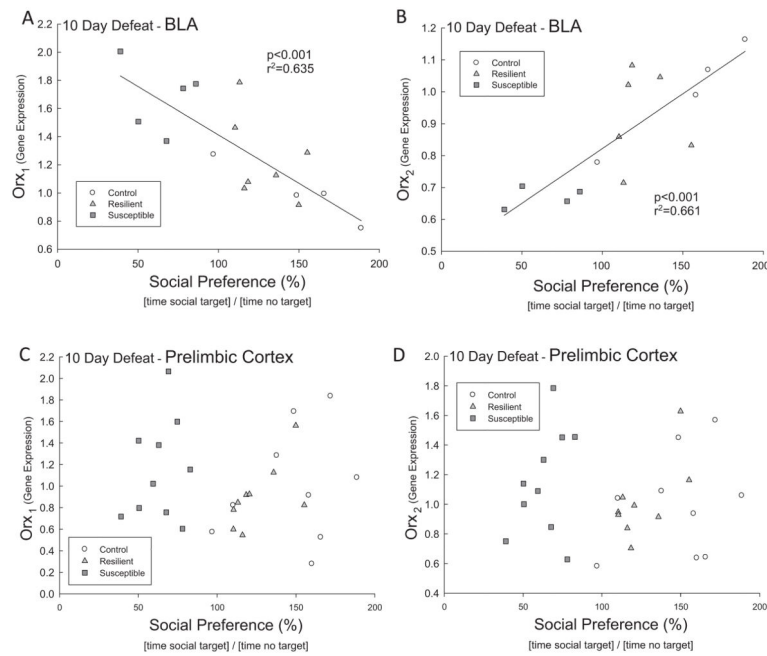 A 10 Day Defeat - BLA
p<0.001
r²=0.635
Orx₁ (Gene Expression)
2.0
1.8
1.6
1.4
1.2
1.0
0.8
0.6
Control
Resilient
Susceptible
0 50 100 150 200
Social Preference (%)
[time social target] / [time no target]
B 10 Day Defeat - BLA
Orx₂ (Gene Expression)
1.2
1.1
1.0
0.9
0.8
0.7
0.6
0.5
Control
Resilient
Susceptible
p<0.001
r²=0.661
0 50 100 150 200
Social Preference (%)
[time social target] / [time no target]
C 10 Day Defeat - Prelimbic Cortex
Orx₁ (Gene Expression)
2.2
2.0
1.8
1.6
1.4
1.2
1.0
0.8
0.6
0.4
0.2
0.0
Control
Resilient
Susceptible
0 50 100 150 200
Social Preference (%)
[time social target] / [time no target]
D 10 Day Defeat - Prelimbic Cortex
Orx₂ (Gene Expression)
2.0
1.8
1.6
1.4
1.2
1.0
0.8
0.6
0.4
Control
Resilient
Susceptible
0 50 100 150 200
Social Preference (%)
[time social target] / [time no target]